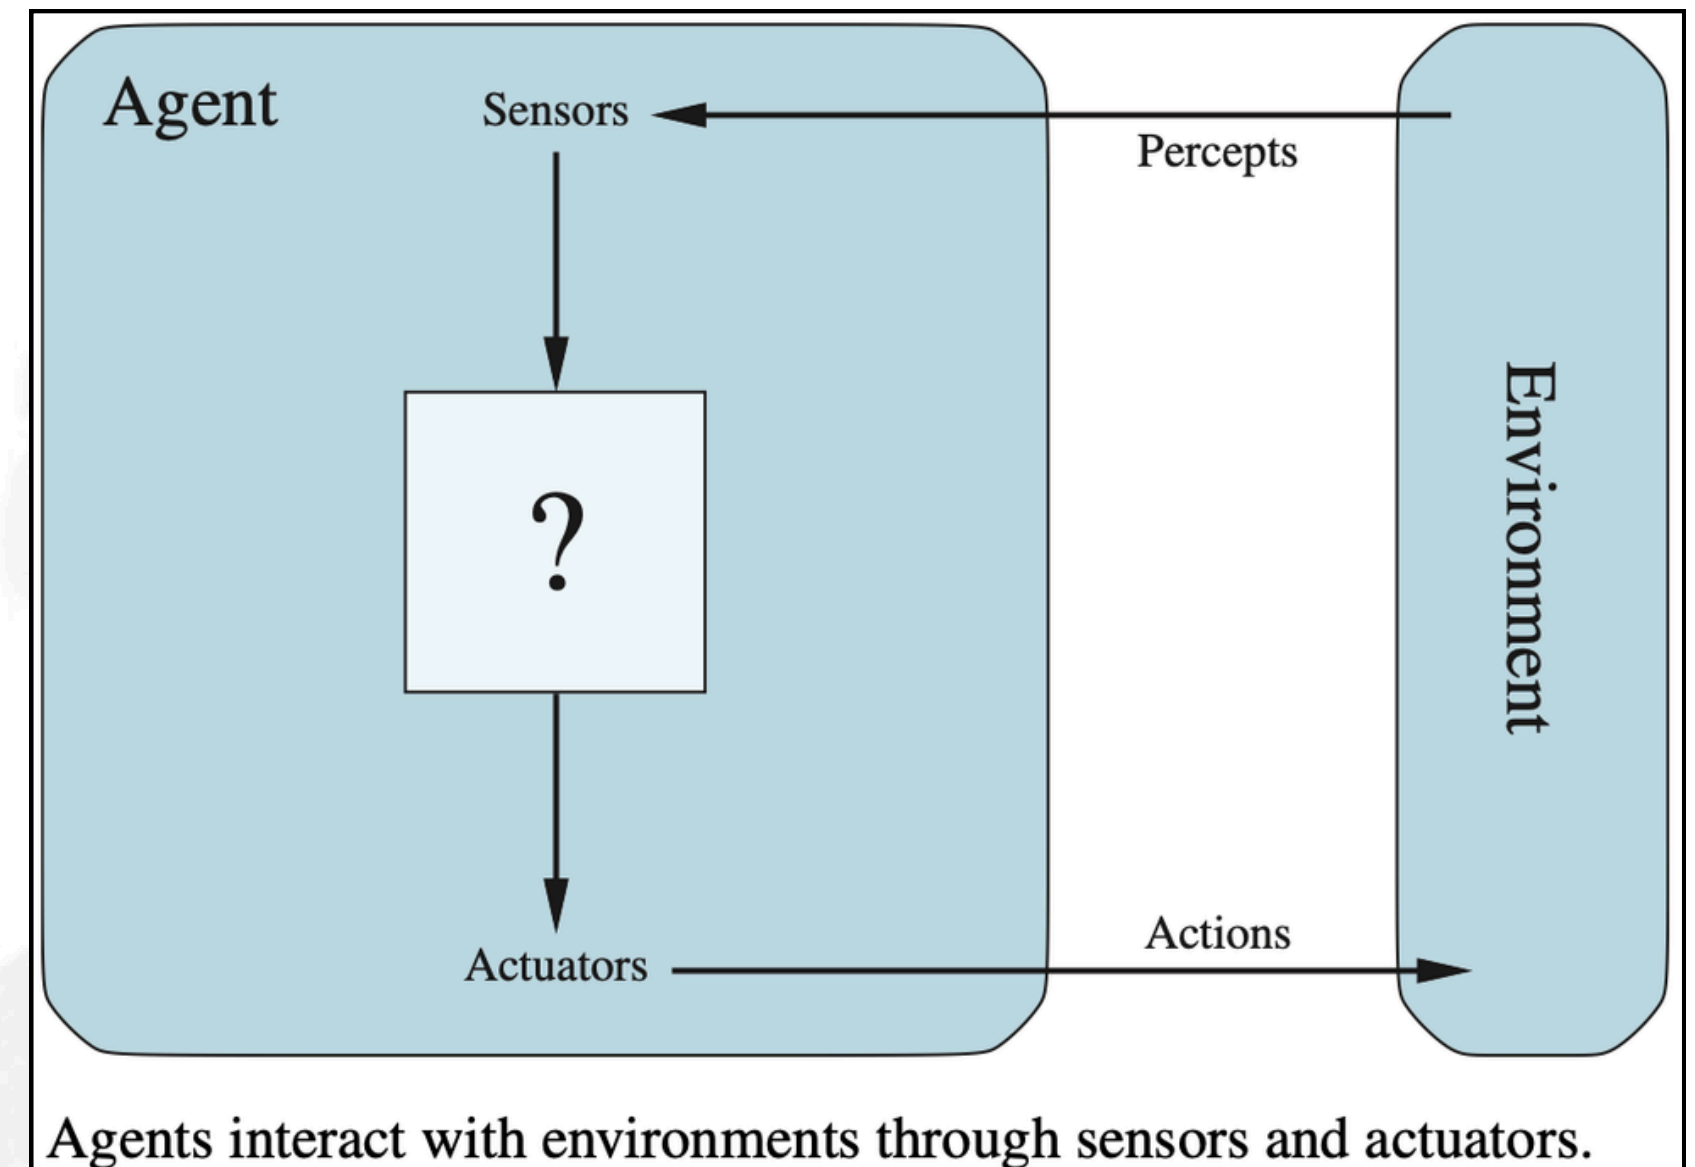 Agent
Sensors
Percepts
?
Environment
Actions
Actuators
Agents interact with environments through sensors and actuators.